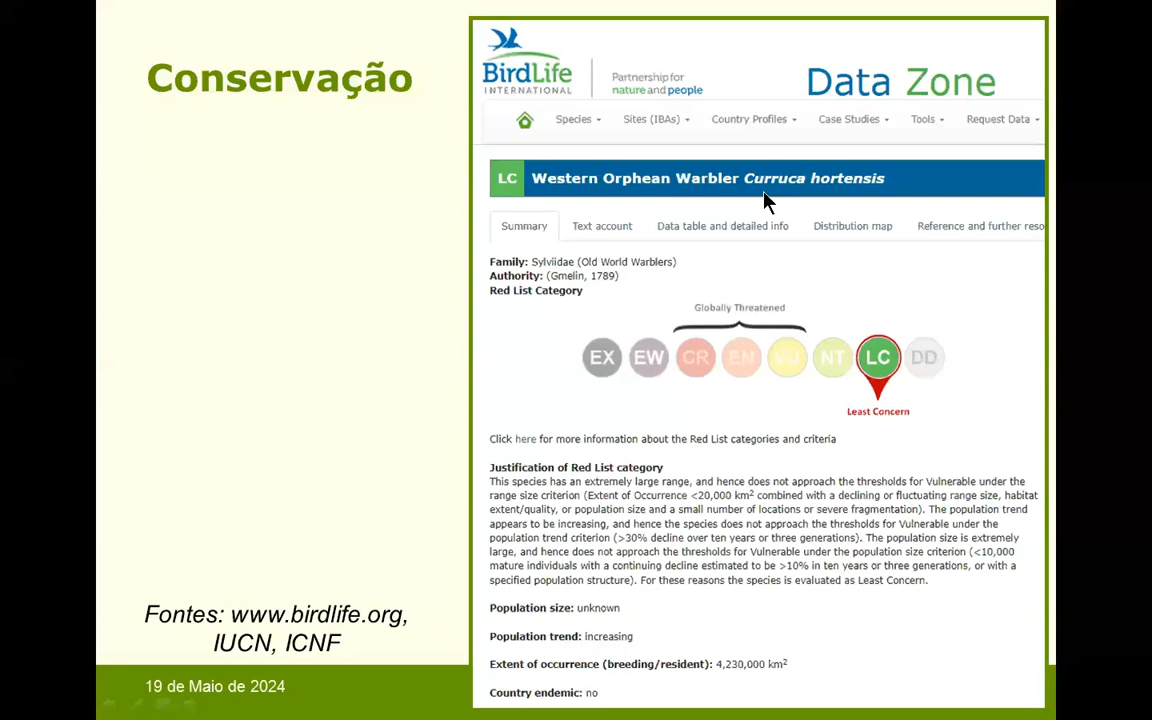 Conservação
BirdLife
INTERNATIONAL
Partnership for
nature and people
Data Zone
Species
Sites (IBAs)
Country Profiles
Case Studies
Tools
Request Data
LC Western Orphean Warbler Curruca hortensis
Summary
Text account
Data table and detailed info
Distribution map
Reference and further reso
Family: Sylviidae (Old World Warblers)
Authority: (Gmelin, 1789)
Red List Category
Globally Threatened
EX EW CR EN VU NT LC DD
Least Concern
Click here for more information about the Red List categories and criteria
Justification of Red List category
This species has an extremely large range, and hence does not approach the thresholds for Vulnerable under the
range size criterion (Extent of Occurrence <20,000 km² combined with a declining or fluctuating range size, habitat
extent/quality, or population size and a small number of locations or severe fragmentation). The population trend
appears to be increasing, and hence the species does not approach the thresholds for Vulnerable under the
population trend criterion (>30% decline over ten years or three generations). The population size is extremely
large, and hence does not approach the thresholds for Vulnerable under the population size criterion (<10,000
mature individuals with a continuing decline estimated to be >10% in ten years or three generations, or with a
specified population structure). For these reasons the species is evaluated as Least Concern.
Population size: unknown
Population trend: increasing
Extent of occurrence (breeding/resident): 4,230,000 km²
Country endemic: no
Fontes: www.birdlife.org,
IUCN, ICNF
19 de Maio de 2024